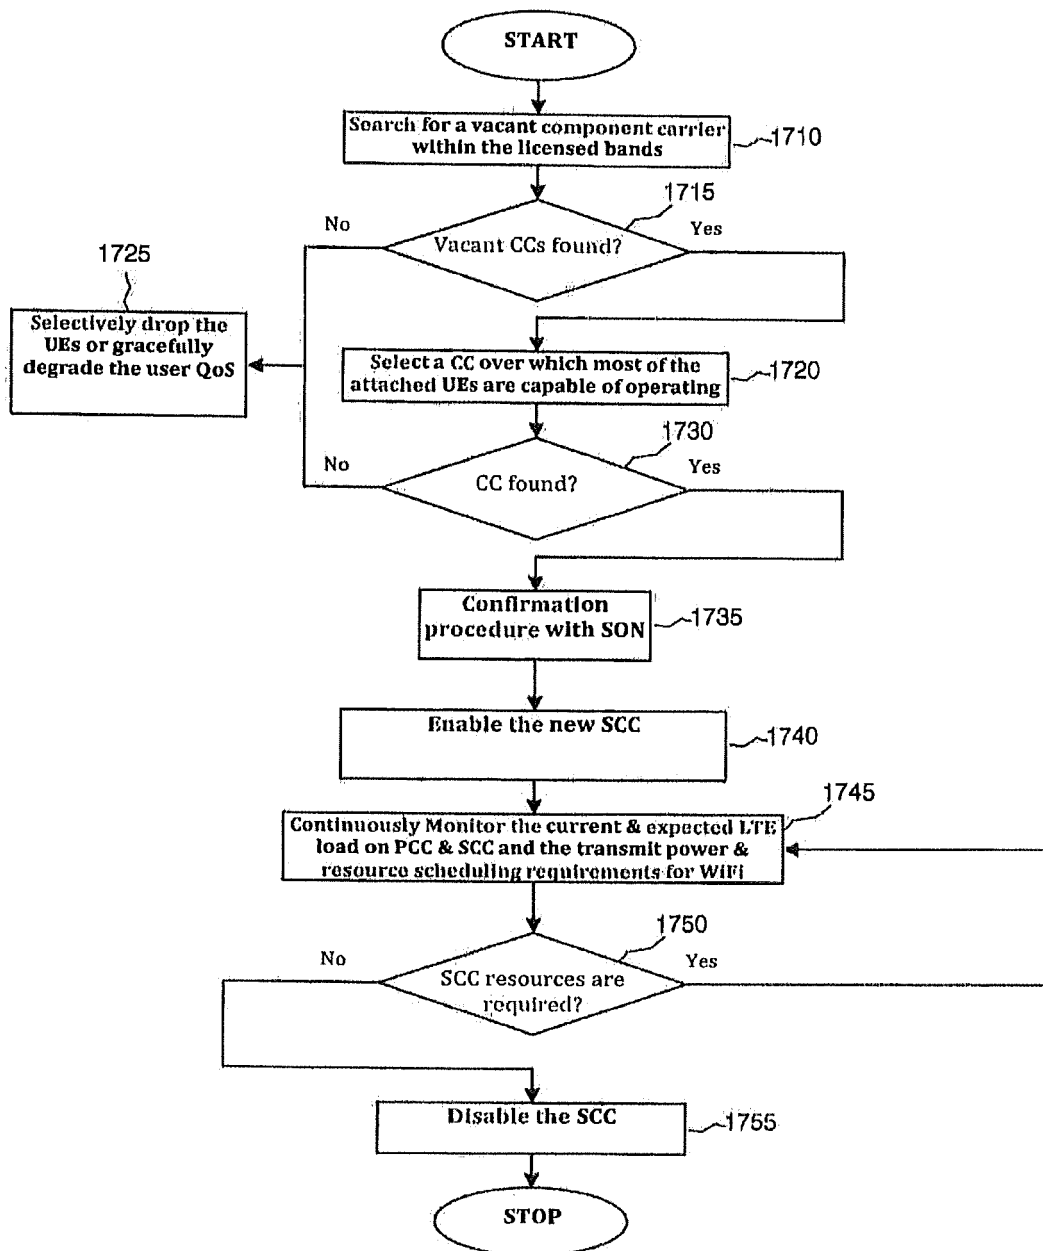 START
Search for a vacant component carrier
within the licensed bands
1710
1715
No
Yes
Vacant CCs found?
1725
Selectively drop the
UEs or gracefully
degrade the user QoS
Select a CC over which most of the
attached UEs are capable of operating
1720
1730
No
Yes
CC found?
Confirmation
procedure with SON
1735
Enable the new SCC
1740
1745
Continuously Monitor the current & expected LTE
load on PCC & SCC and the transmit power &
resource scheduling requirements for WiFi
1750
No
Yes
SCC resources are
required?
Disable the SCC
1755
STOP